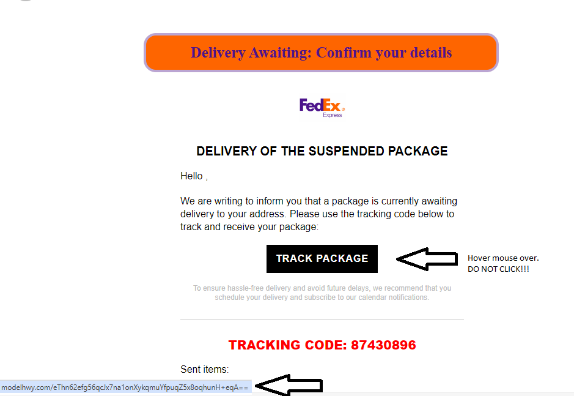 Delivery Awaiting: Confirm your details
FedEx
Express
DELIVERY OF THE SUSPENDED PACKAGE
Hello ,
We are writing to inform you that a package is currently awaiting
delivery to your address. Please use the tracking code below to
track and receive your package:
TRACK PACKAGE
Hover mouse over.
DO NOT CLICK!!!
To ensure hassle-free delivery and avoid future delays, we recommend that you
schedule your delivery and subscribe to our calendar notifications.
TRACKING CODE: 87430896
Sent items: